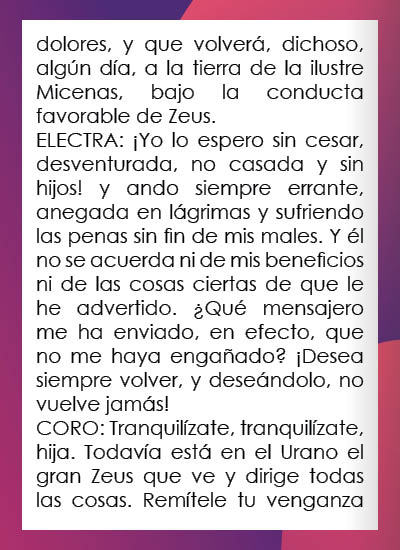 dolores, y que volverá, dichoso,
algún día, a la tierra de la ilustre
Micenas, bajo la conducta
favorable de Zeus.
ELECTRA: ¡Yo lo espero sin cesar,
desventurada, no casada y sin
hijos! y ando siempre errante,
anegada en lágrimas y sufriendo
las penas sin fin de mis males. Y él
no se acuerda ni de mis beneficios
ni de las cosas ciertas de que le
he advertido. ¿Qué mensajero
me ha enviado, en efecto, que
no me haya engañado? ¡Desea
siempre volver, y deseándolo, no
vuelve jamás!
CORO: Tranquilízate, tranquilízate,
hija. Todavía está en el Urano el
gran Zeus que ve y dirige todas
las cosas. Remítele tu venganza